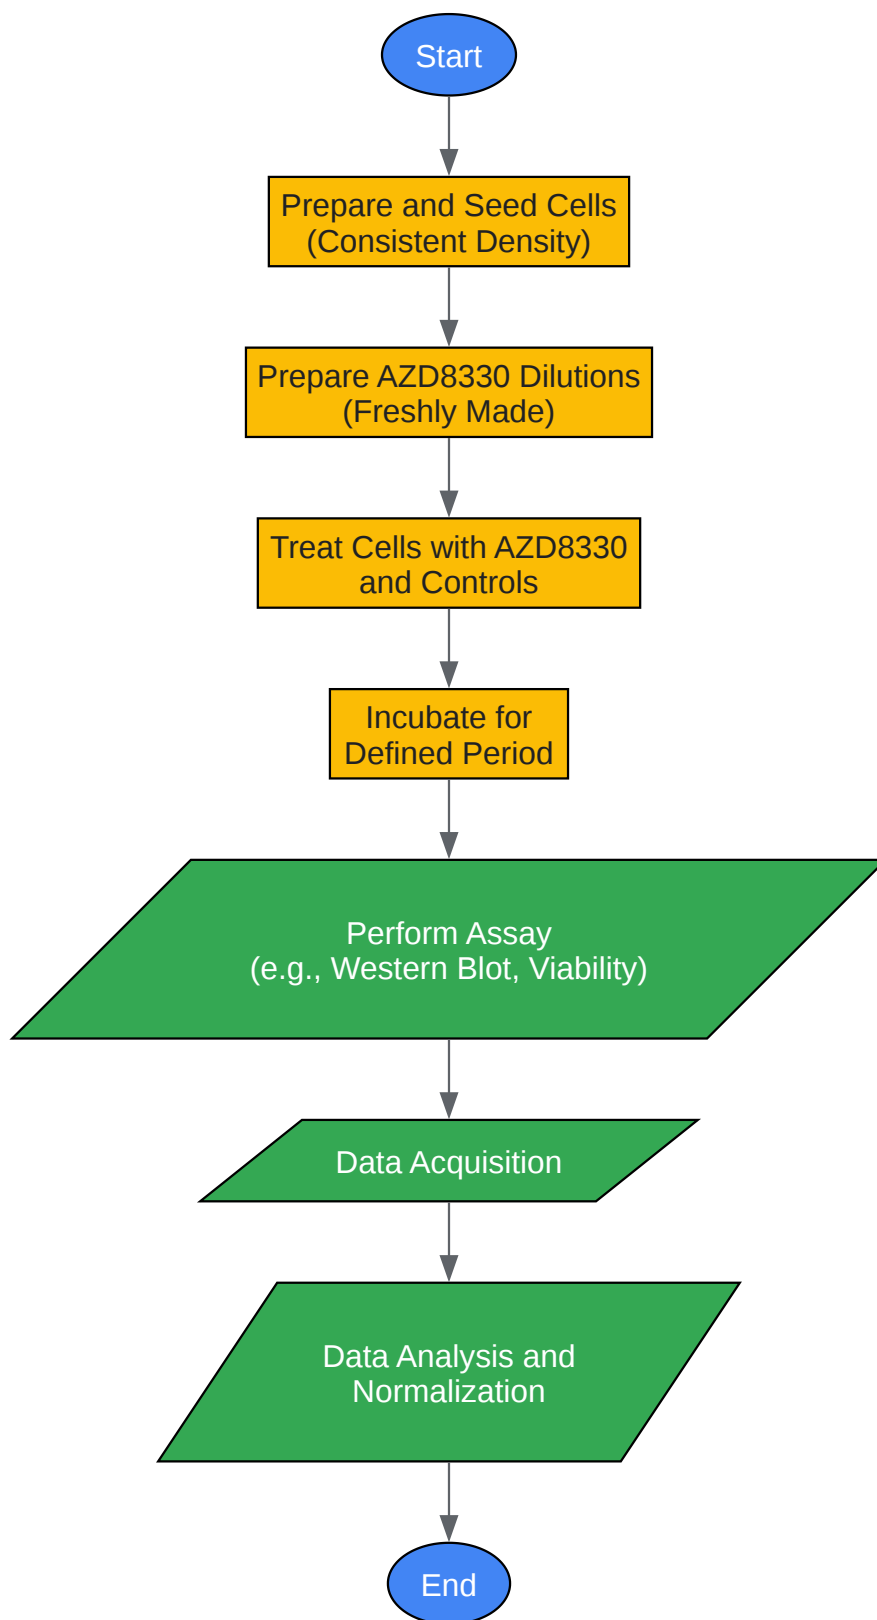 Start
Prepare and Seed Cells
(Consistent Density)
Prepare AZD8330 Dilutions
(Freshly Made)
Treat Cells with AZD8330
and Controls
Incubate for
Defined Period
Perform Assay
(e.g., Western Blot, Viability)
Data Acquisition
Data Analysis and
Normalization
End